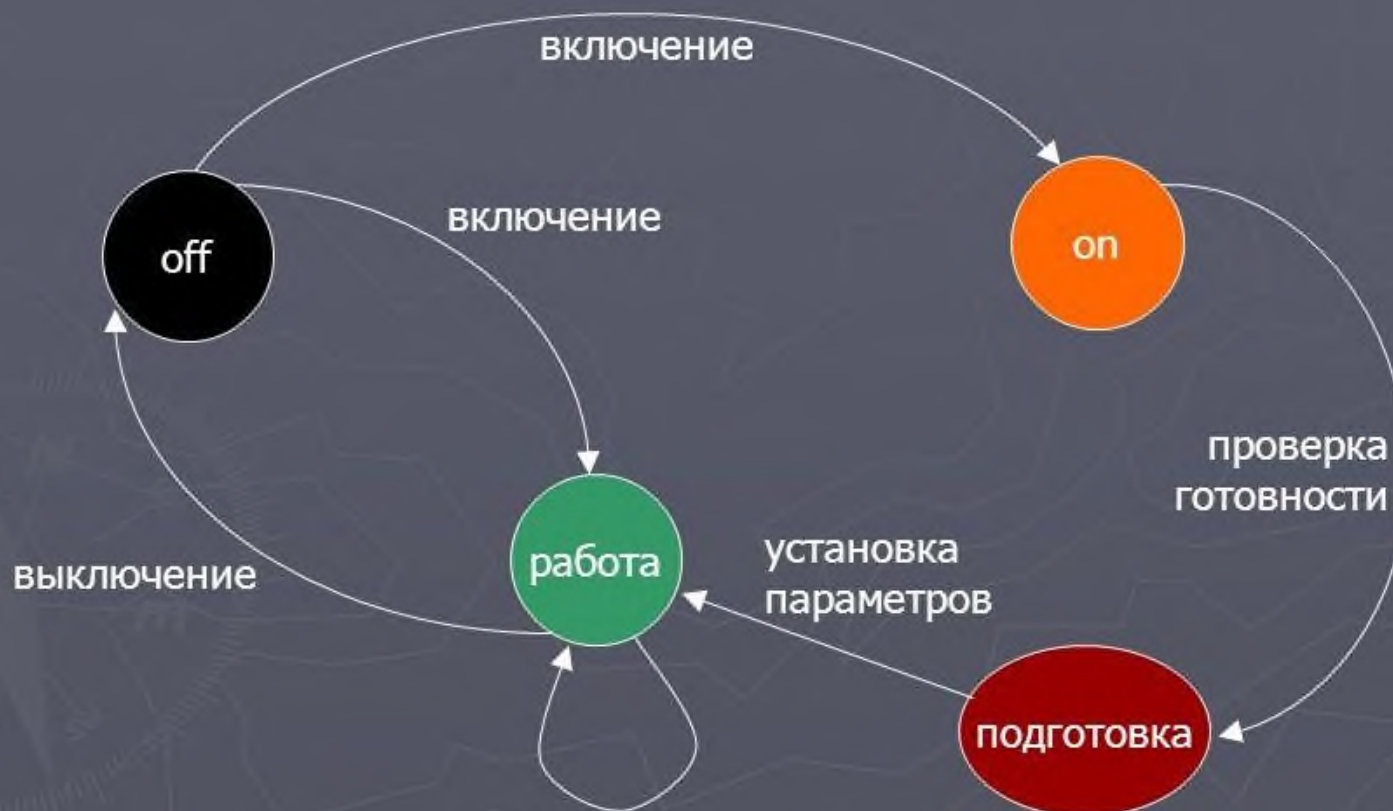 включение
включение
off
on
проверка
готовности
установка
параметров
работа
выключение
подготовка